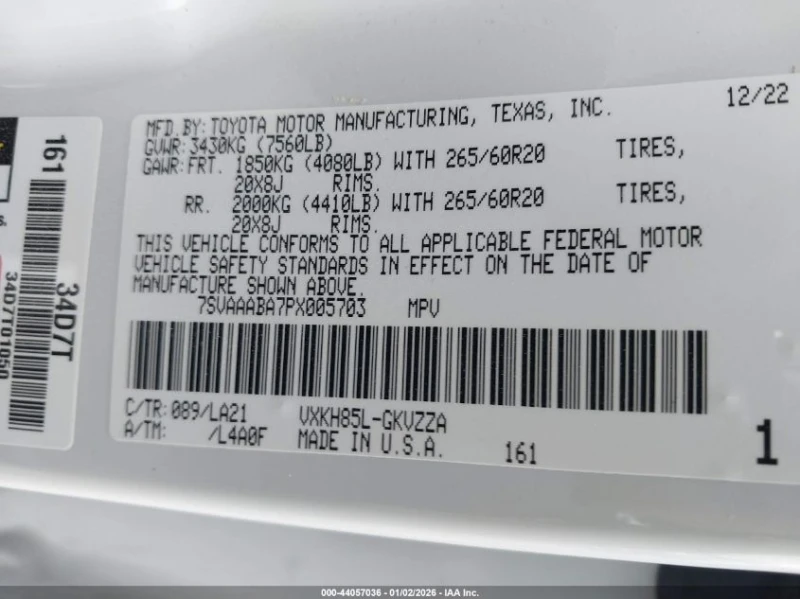 12/22
MFD.BY: TOYOTA MOTOR MANUFACTURING, TEXAS, INC.
GVWR: 3430KG (7560LB)
GAWR: FRT. 1850KG (4080LB) WITH 265/60R20 TIRES,
20X8J RIMS.
RR. 2000KG (4410LB) WITH 265/60R20 TIRES,
20X8J RIMS.
THIS VEHICLE CONFORMS TO ALL APPLICABLE FEDERAL MOTOR
VEHICLE SAFETY STANDARDS IN EFFECT ON THE DATE OF
MANUFACTURE SHOWN ABOVE.
7SVAAABA7PX005703 MPV
C/TR: 089/LA21 VXKH85L-GKVZZA
A/TM: /L4A0F MADE IN U.S.A. 161
1
161
34D7T
34D7T01050
000-44057036 - 01/02/2026 - IAA Inc.